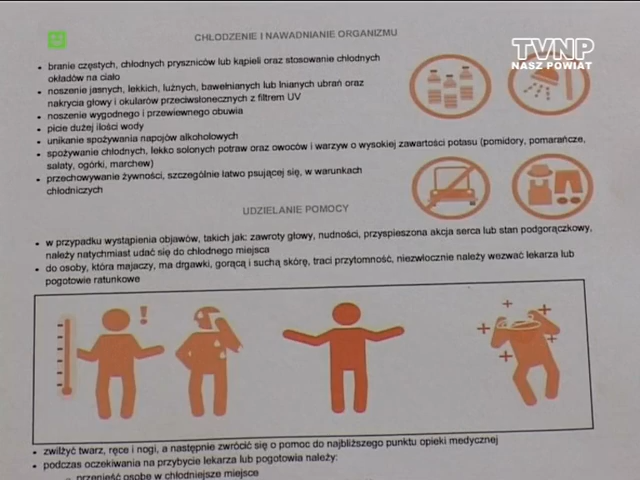 CHŁODZENIE I NAWADNIANIE ORGANIZMU
TVNP
NASZ POWIAT
• branie częstych, chłodnych pryszniców lub kąpieli oraz stosowanie chłodnych
okładów na ciało
• noszenie jasnych, lekkich, luźnych, bawełnianych lub lnianych ubrań oraz
nakrycia głowy i okularów przeciwsłonecznych z filtrem UV
• noszenie wygodnego i przewiewnego obuwia
• picie dużej ilości wody
• unikanie spożywania napojów alkoholowych
• spożywanie chłodnych, lekko solonych potraw oraz owoców i warzyw o wysokiej zawartości potasu (pomidory, pomarańcze,
sałaty, ogórki, marchew)
• przechowywanie żywności, szczególnie łatwo psującej się, w warunkach
chłodniczych
UDZIELANIE POMOCY
• w przypadku wystąpienia objawów, takich jak: zawroty głowy, nudności, przyspieszona akcja serca lub stan podgorączkowy,
należy natychmiast udać się do chłodnego miejsca
• do osoby, która majaczy, ma drgawki, gorącą i suchą skórę, traci przytomność, niezwłocznie należy wezwać lekarza lub
pogotowie ratunkowe
!
• zwilżyć twarz, ręce i nogi, a następnie zwrócić się o pomoc do najbliższego punktu opieki medycznej
• podczas oczekiwania na przybycie lekarza lub pogotowia należy:
przenieść osobę w chłodniejsze miejsce